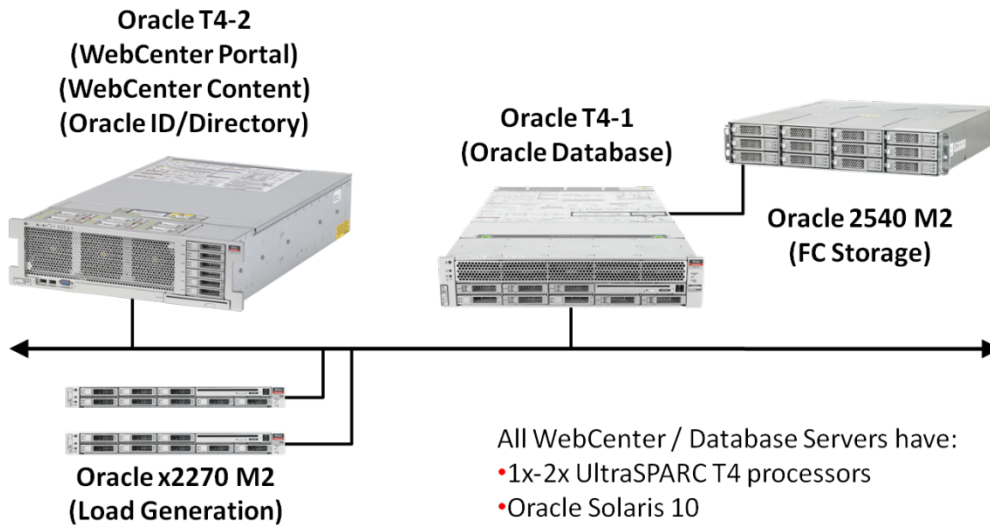 Oracle T4-2
(WebCenter Portal)
(WebCenter Content)
(Oracle ID/Directory)
Oracle T4-1
(Oracle Database)
Oracle 2540 M2
(FC Storage)
Oracle x2270 M2
(Load Generation)
All WebCenter / Database Servers have:
•1x-2x UltraSPARC T4 processors
•Oracle Solaris 10